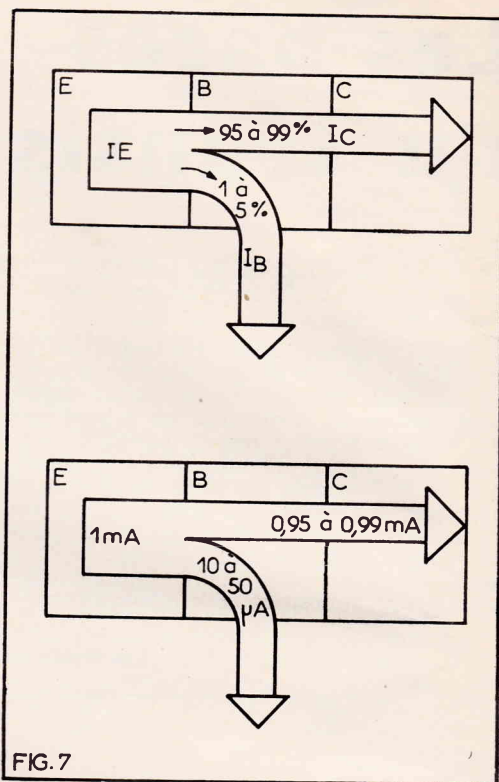 E B C
IE → 95 à 99% IC
→ 1 à
5%
IB
E B C
1mA 0,95 à 0,99mA
10 à
50
µA
FIG. 7